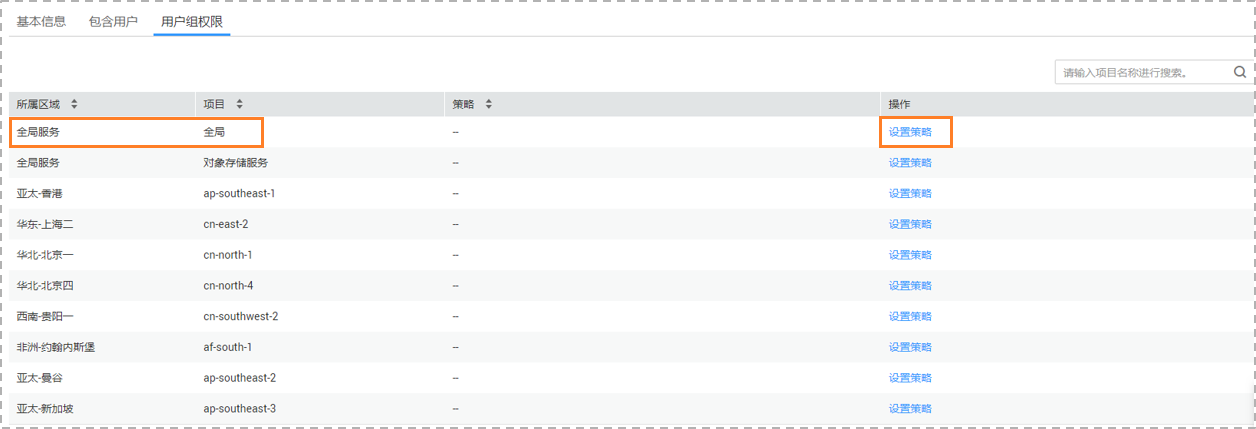 基本信息 包含用户 用户组权限
请输入项目名称进行搜索。
所属区域 项目 策略 操作
全局服务 全局 -- 设置策略
全局服务 对象存储服务 -- 设置策略
亚太-香港 ap-southeast-1 -- 设置策略
华东-上海二 cn-east-2 -- 设置策略
华北-北京一 cn-north-1 -- 设置策略
华北-北京四 cn-north-4 -- 设置策略
西南-贵阳一 cn-southwest-2 -- 设置策略
非洲-约翰内斯堡 af-south-1 -- 设置策略
亚太-曼谷 ap-southeast-2 -- 设置策略
亚太-新加坡 ap-southeast-3 -- 设置策略